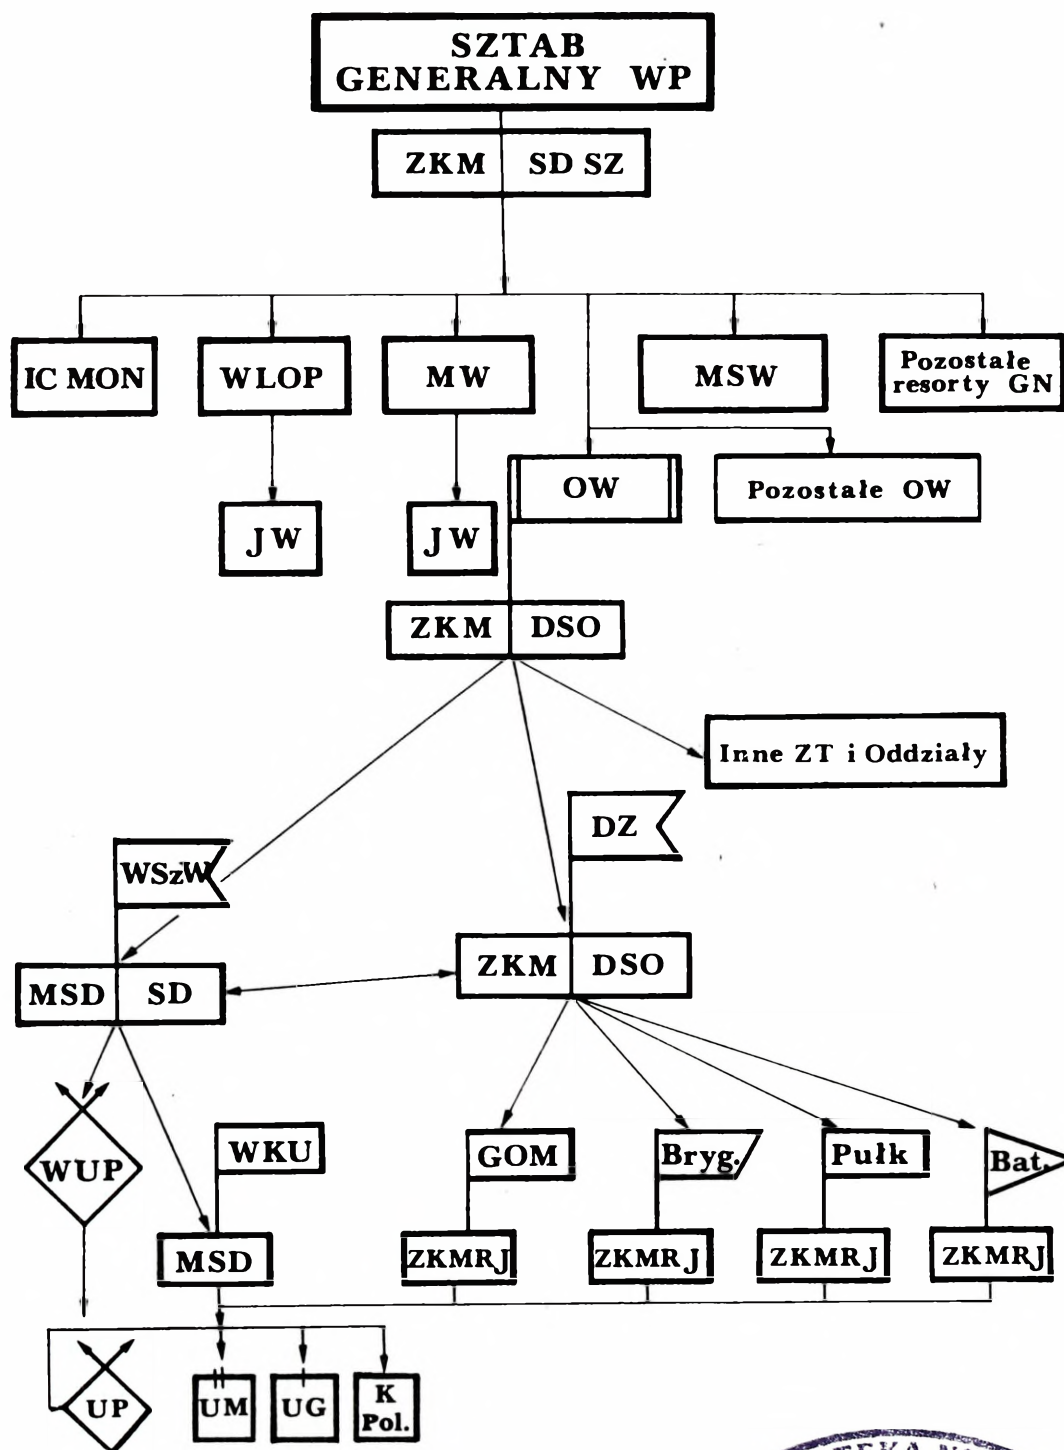 SZTAB
GENERALNY WP
ZKM SD SZ
IC MON
WLOP
MW
MSW
Pozostałe
resorty GN
OW
Pozostałe OW
JW
JW
ZKM DSO
Inne ZT i Oddziały
DZ
WSzW
ZKM DSO
MSD SD
WUP
WKU
GOM
Bryg.
Pułk
Bat.
MSD
ZKMRJ
ZKMRJ
ZKMRJ
ZKMRJ
UP
UM
UG
K
Pol.